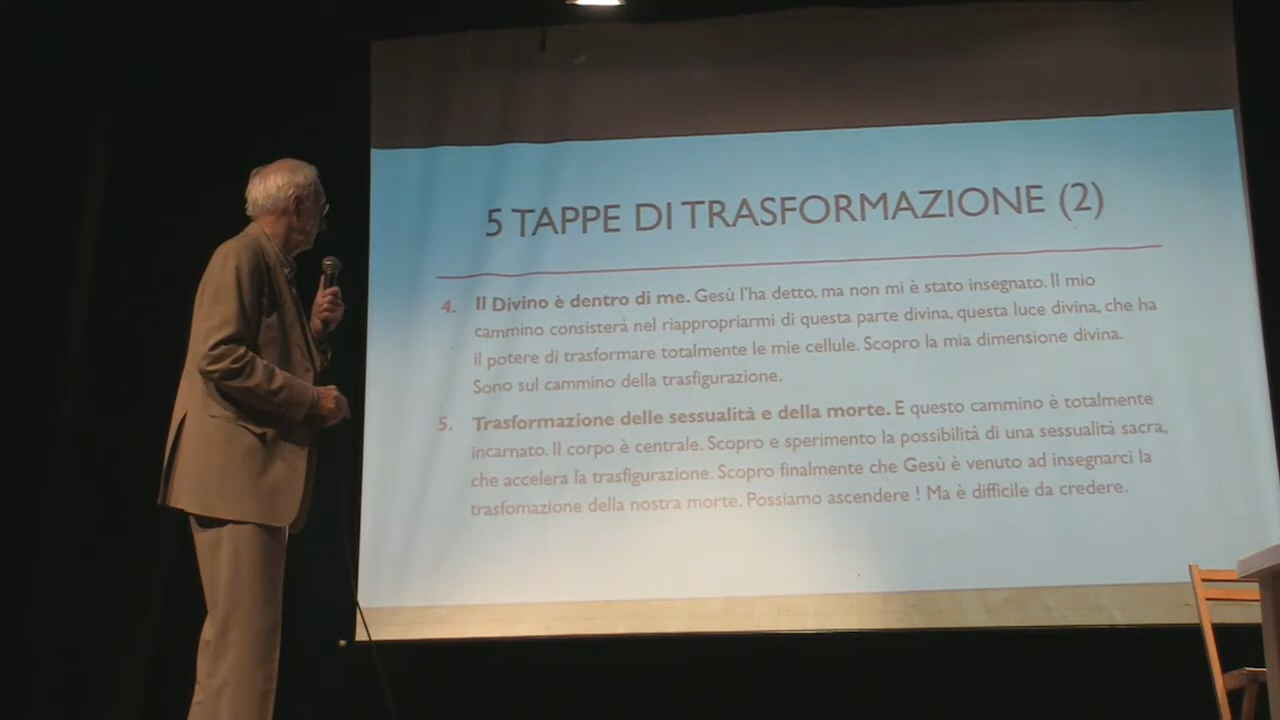 5 TAPPE DI TRASFORMAZIONE (2)
4. Il Divino è dentro di me. Gesù l'ha detto, ma non mi è stato insegnato. Il mio
cammino consisterà nel riappropriarmi di questa parte divina, questa luce divina, che ha
il potere di trasformare totalmente le mie cellule. Scopro la mia dimensione divina.
Sono sul cammino della trasfigurazione.
5. Trasformazione delle sessualità e della morte. E questo cammino è totalmente
incarnato. Il corpo è centrale. Scopro e sperimento la possibilità di una sessualità sacra,
che accelera la trasfigurazione. Scopro finalmente che Gesù è venuto ad insegnarci la
trasfomazione della nostra morte. Possiamo ascendere ! Ma è difficile da credere.